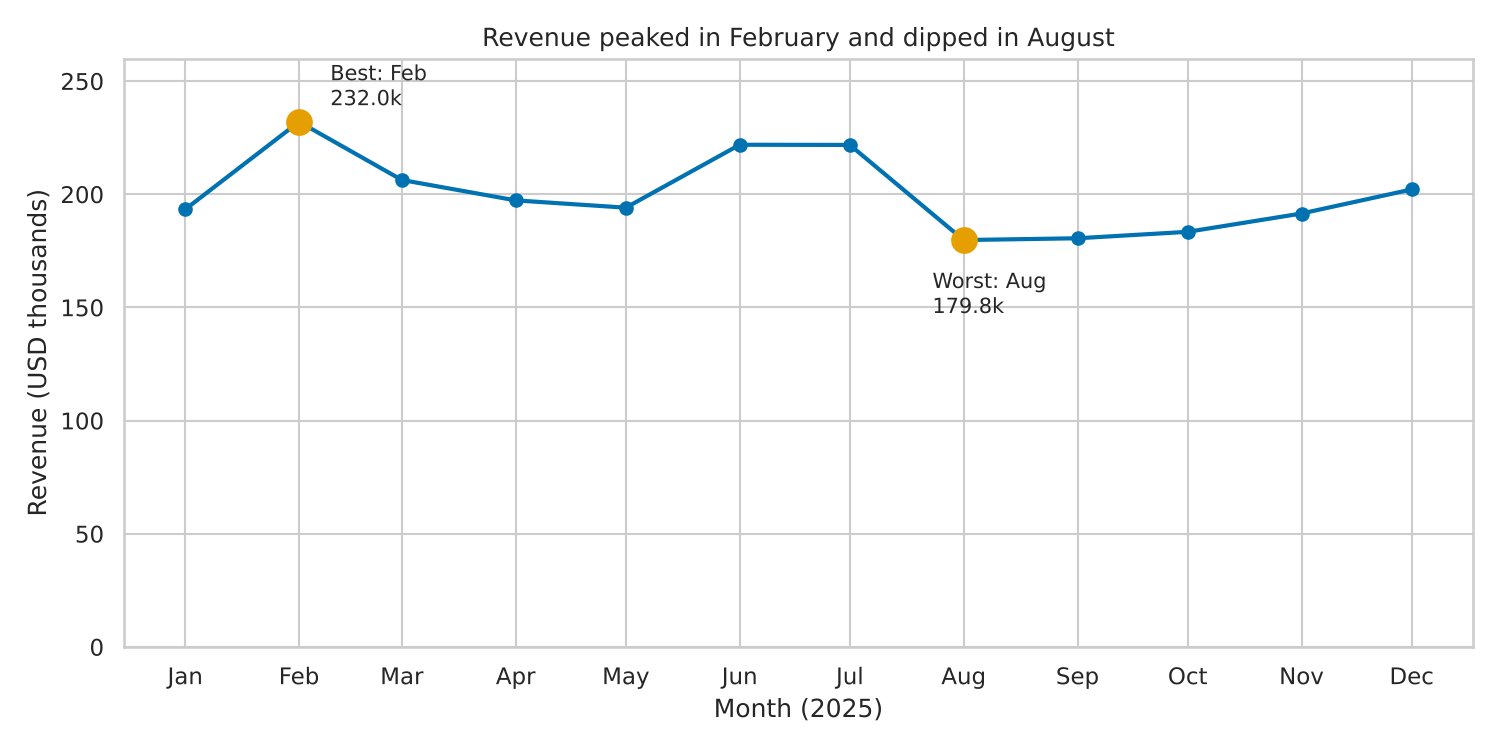 Revenue peaked in February and dipped in August
250
200
150
100
50
0
Revenue (USD thousands)
Best: Feb
232.0k
Worst: Aug
179.8k
Jan Feb Mar Apr May Jun Jul Aug Sep Oct Nov Dec
Month (2025)